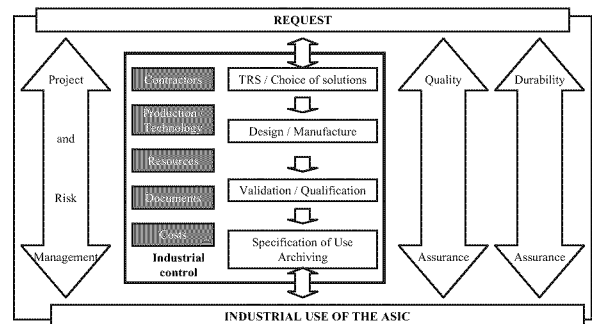 REQUEST
Project
and
Risk
Management
Contractors
Production
Technology
Resources
Documents
Costs
Industrial
control
TRS / Choice of solutions
Design / Manufacture
Validation / Qualification
Specification of Use
Archiving
Quality
Assurance
Durability
Assurance
INDUSTRIAL USE OF THE ASIC